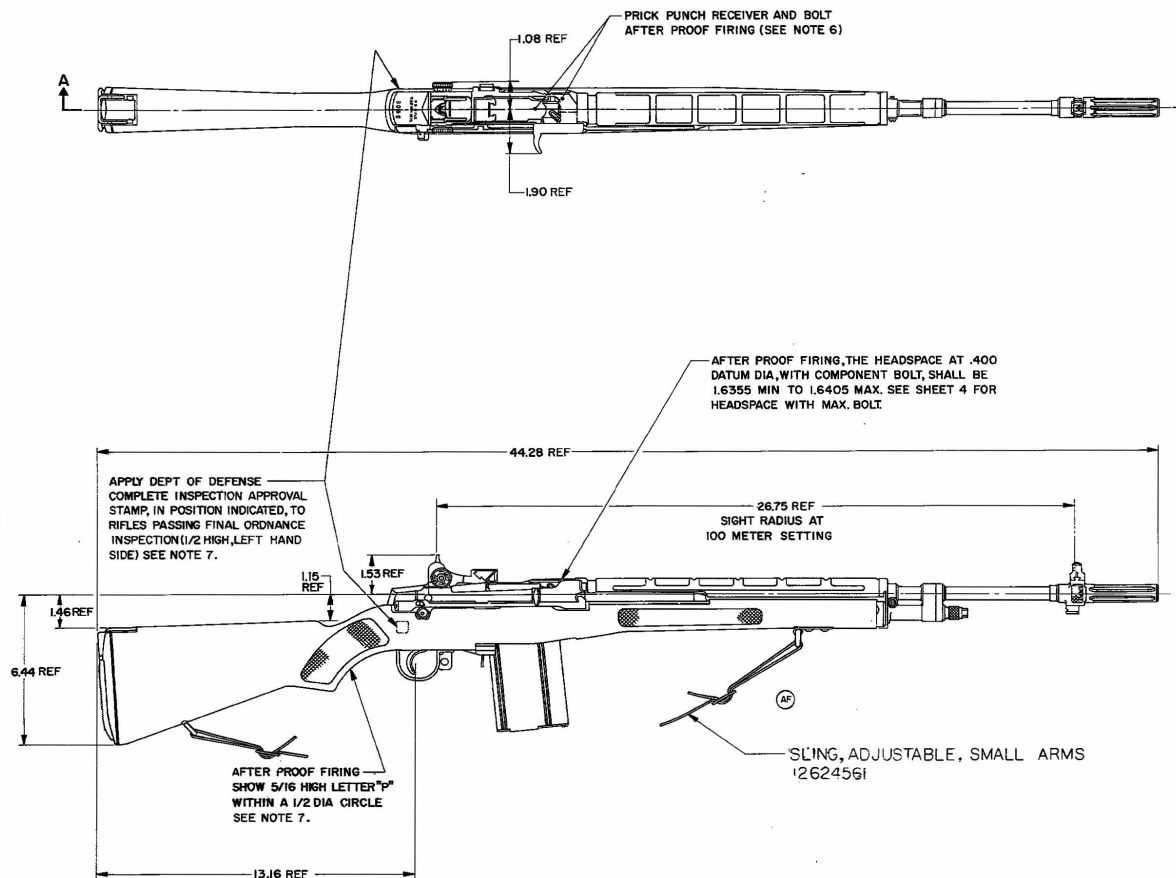 PRICK PUNCH RECEIVER AND BOLT
AFTER PROOF FIRING (SEE NOTE 6)
1.08 REF
A
1.90 REF
AFTER PROOF FIRING, THE HEADSPACE AT .400
DATUM DIA, WITH COMPONENT BOLT, SHALL BE
1.6355 MIN TO 1.6405 MAX. SEE SHEET 4 FOR
HEADSPACE WITH MAX. BOLT.
44.28 REF
APPLY DEPT OF DEFENSE
COMPLETE INSPECTION APPROVAL
STAMP, IN POSITION INDICATED, TO
RIFLES PASSING FINAL ORDNANCE
INSPECTION (1/2 HIGH, LEFT HAND
SIDE) SEE NOTE 7.
26.75 REF
SIGHT RADIUS AT
100 METER SETTING
1.53 REF
1.15
REF
1.46 REF
6.44 REF
AF
SLING, ADJUSTABLE, SMALL ARMS
12624561
AFTER PROOF FIRING
SHOW 5/16 HIGH LETTER "P"
WITHIN A 1/2 DIA CIRCLE
SEE NOTE 7.
13.16 REF